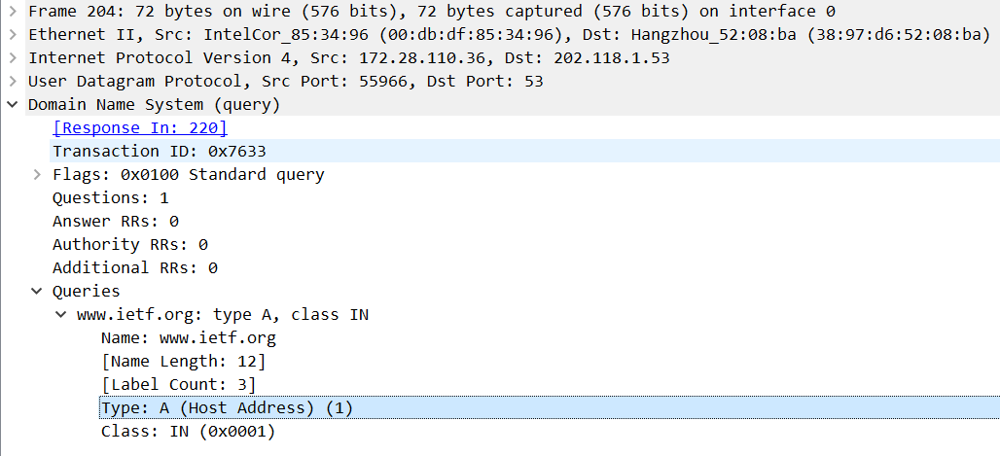 Frame 204: 72 bytes on wire (576 bits), 72 bytes captured (576 bits) on interface 0
Ethernet II, Src: IntelCor_85:34:96 (00:db:df:85:34:96), Dst: Hangzhou_52:08:ba (38:97:d6:52:08:ba)
Internet Protocol Version 4, Src: 172.28.110.36, Dst: 202.118.1.53
User Datagram Protocol, Src Port: 55966, Dst Port: 53
Domain Name System (query)
[Response In: 220]
Transaction ID: 0x7633
Flags: 0x0100 Standard query
Questions: 1
Answer RRs: 0
Authority RRs: 0
Additional RRs: 0
Queries
www.ietf.org: type A, class IN
Name: www.ietf.org
[Name Length: 12]
[Label Count: 3]
Type: A (Host Address) (1)
Class: IN (0x0001)